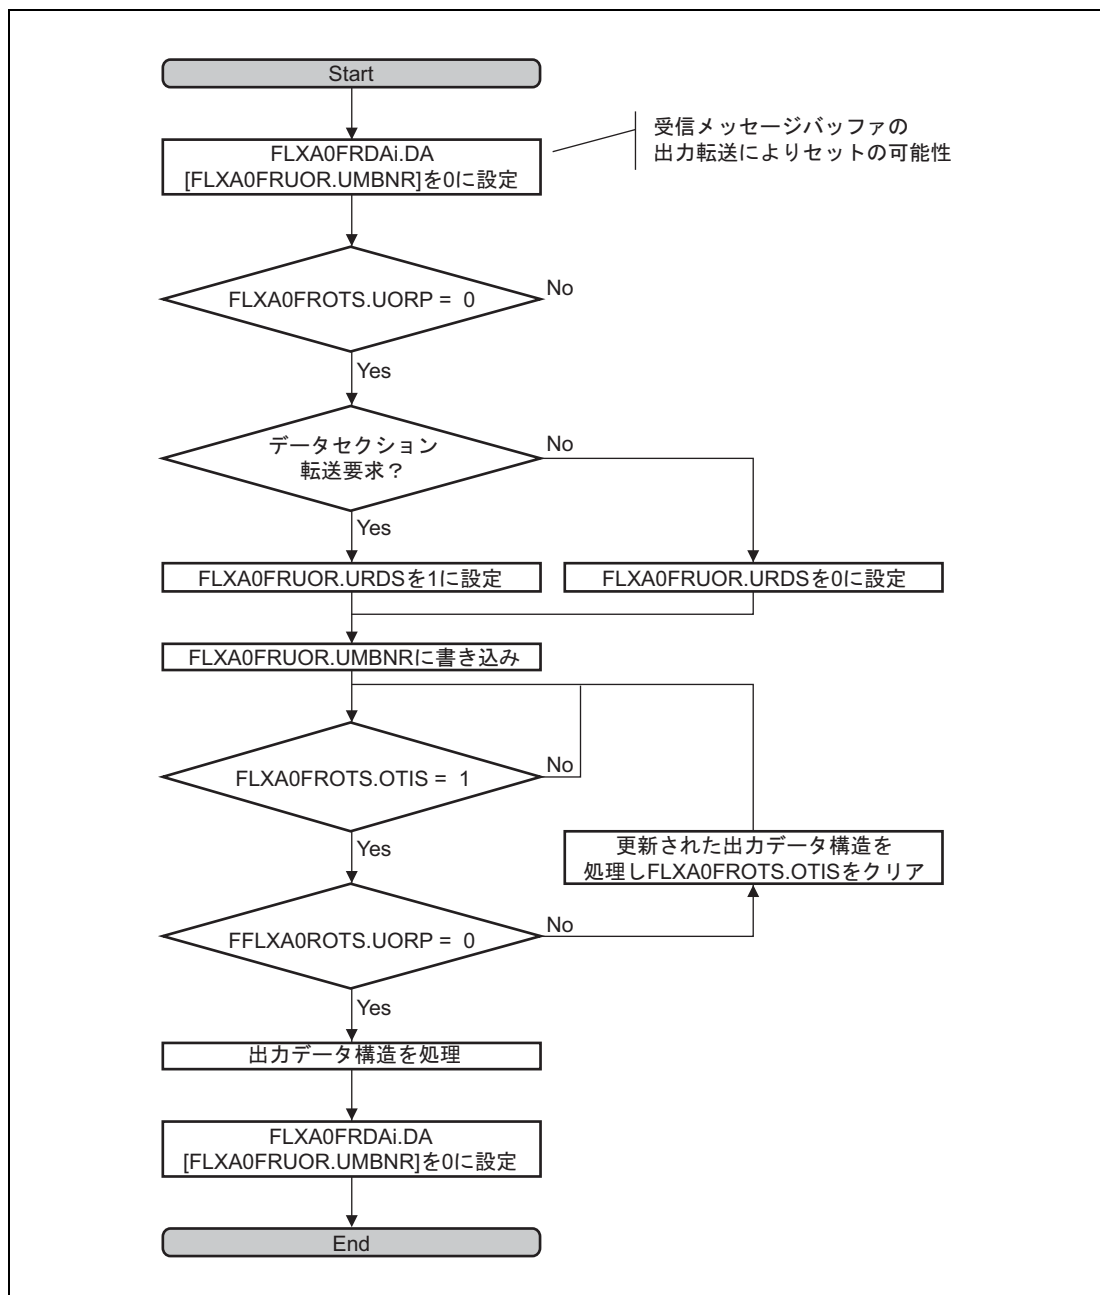 Start
FLXA0FRDAi.DA
[FLXA0FRUOR.UMBNR]を0に設定
受信メッセージバッファの
出力転送によりセットの可能性
FLXA0FROTS.UORP = 0
No
Yes
データセクション
転送要求？
No
Yes
FLXA0FRUOR.URDSを1に設定
FLXA0FRUOR.URDSを0に設定
FLXA0FRUOR.UMBNRに書き込み
FLXA0FROTS.OTIS = 1
No
Yes
更新された出力データ構造を
処理しFLXA0FROTS.OTISをクリア
FFLXA0ROTS.UORP = 0
No
Yes
出力データ構造を処理
FLXA0FRDAi.DA
[FLXA0FRUOR.UMBNR]を0に設定
End